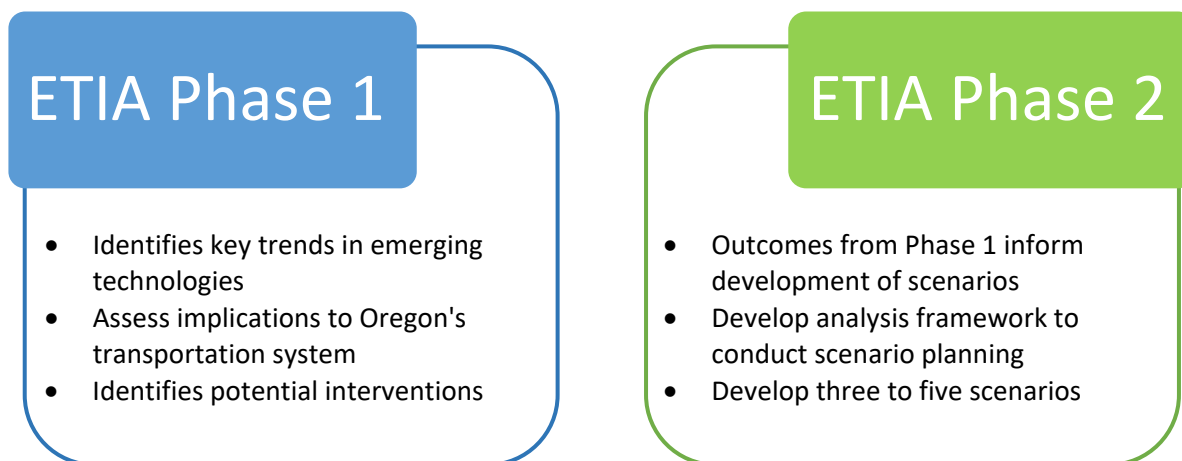 ETIA Phase 1
• Identifies key trends in emerging
technologies
• Assess implications to Oregon's
transportation system
• Identifies potential interventions
ETIA Phase 2
• Outcomes from Phase 1 inform
development of scenarios
• Develop analysis framework to
conduct scenario planning
• Develop three to five scenarios